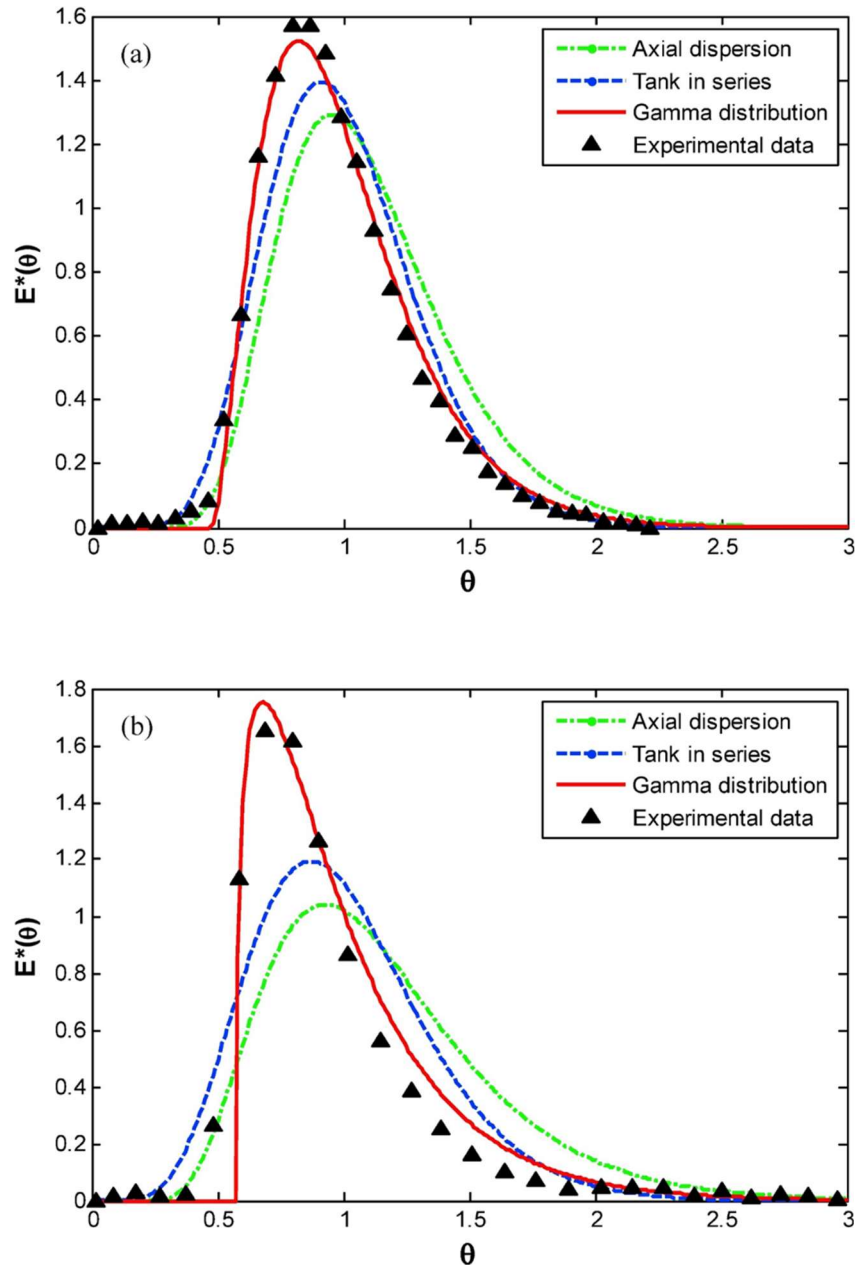 (a)
1.6
1.4
1.2
1
0.8
0.6
0.4
0.2
0
E*(θ)
Axial dispersion
Tank in series
Gamma distribution
Experimental data
0 0.5 1 1.5 2 2.5 3
θ
(b)
1.8
1.6
1.4
1.2
1
0.8
0.6
0.4
0.2
0
E*(θ)
Axial dispersion
Tank in series
Gamma distribution
Experimental data
0 0.5 1 1.5 2 2.5 3
θ